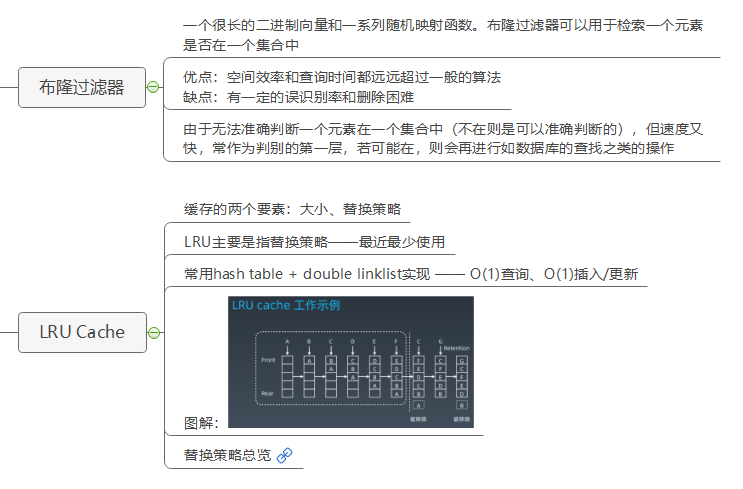 一个很长的二进制向量和一系列随机映射函数。布隆过滤器可以用于检索一个元素
是否在一个集合中
布隆过滤器
优点：空间效率和查询时间都远远超过一般的算法
缺点：有一定的误识别率和删除困难
由于无法准确判断一个元素在一个集合中（不在则是可以准确判断的），但速度又
快，常作为判别的第一层，若可能在，则会再进行如数据库的查找之类的操作
缓存的两个要素：大小、替换策略
LRU主要是指替换策略——最近最少使用
常用hash table + double linklist实现 —— O(1)查询、O(1)插入/更新
LRU Cache
LRU cache 工作示例
A B C D E F C G
Retention
Front A B C D E F C G
A B C D E F C
A B C D E F
A B C D E
Rear A B B D
A B
被移除 被移除
图解：
替换策略总览